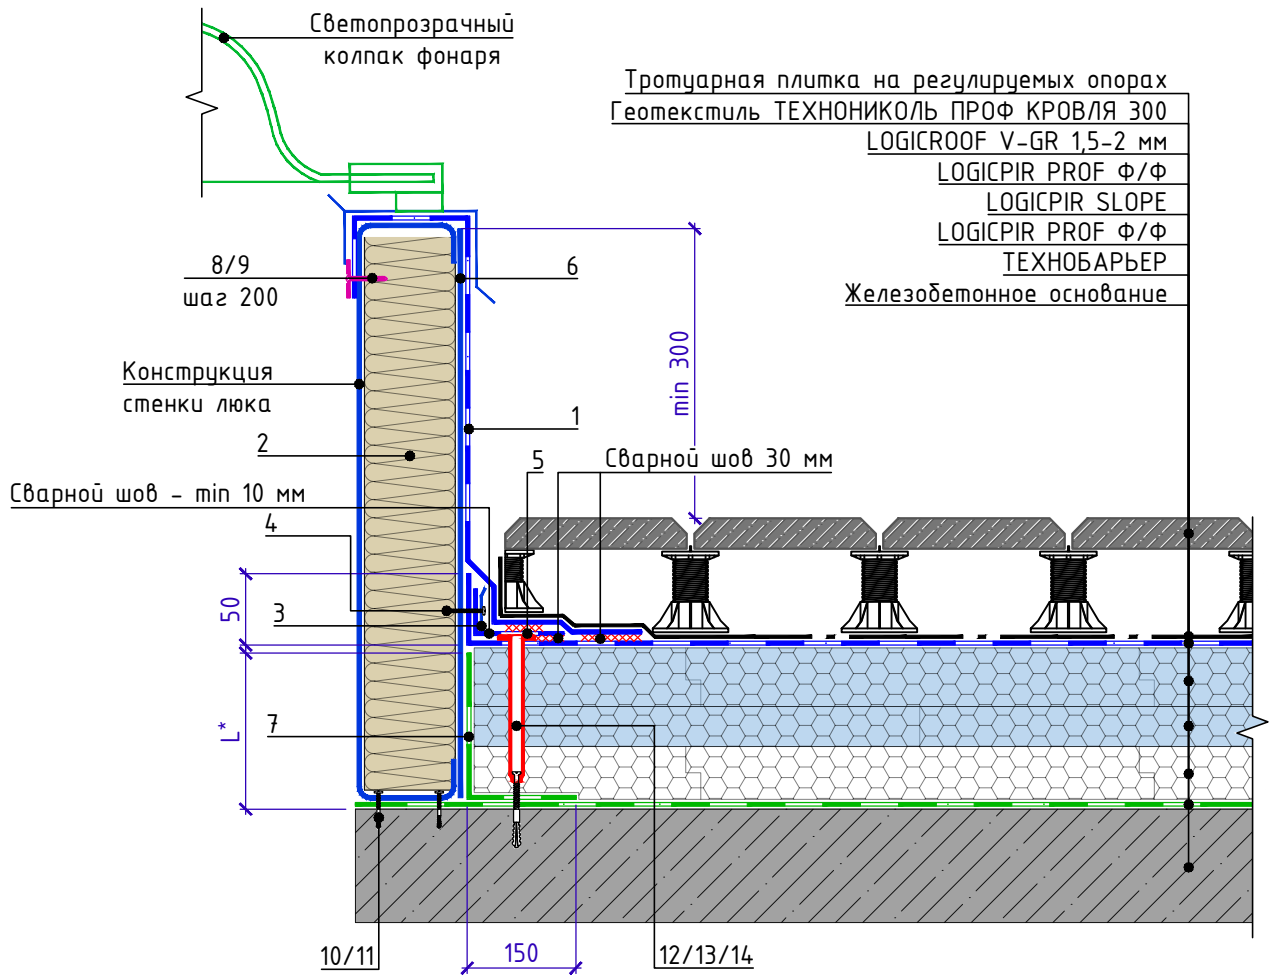 Светопрозрачный
колпак фонаря
Тротуарная плитка на регулируемых опорах
Геотекстиль ТЕХНОНИКОЛЬ ПРОФ КРОВЛЯ 300
LOGICROOF V-GR 1,5-2 мм
LOGICPIR PROF Ф/Ф
LOGICPIR SLOPE
LOGICPIR PROF Ф/Ф
ТЕХНОБАРЬЕР
Железобетонное основание
8/9
шаг 200
6
min 300
Конструкция
стенки люка
1
2
5
Сварной шов 30 мм
Сварной шов - min 10 мм
4
50
3
L*
7
10/11
150
12/13/14